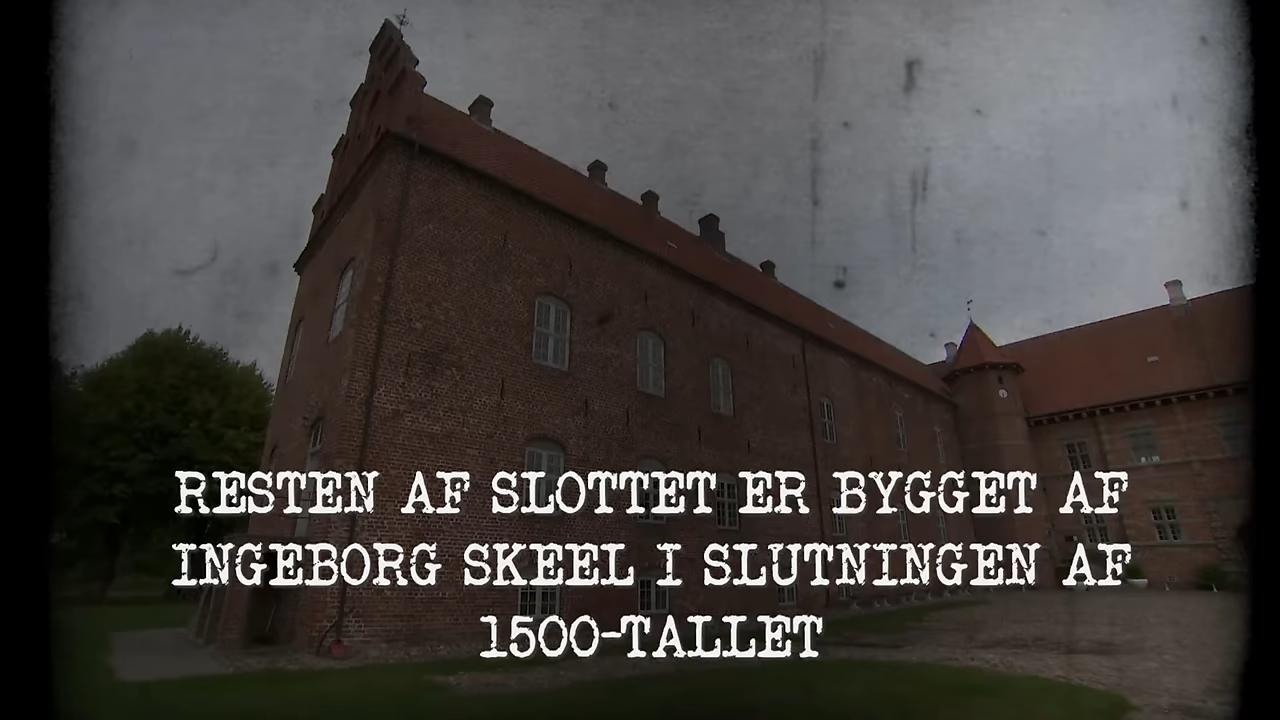 RESTEN AF SLOTTET ER BYGGET AF
INGEBORG SKEEL I SLUTNINGEN AF
1500-TALLET